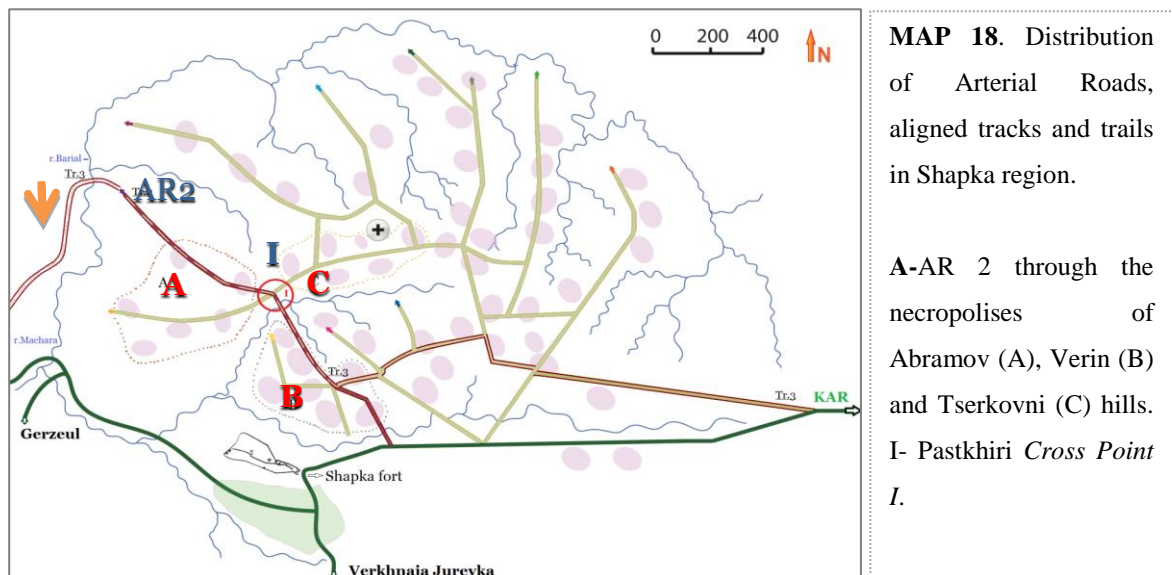 0 200 400
N
r.Barial
Tr.3
AR2
I
A
C
I
r.Machara
Tr.3
B
Tr.3
KAR
Gerzeul
Shapka fort
Verkhnaja Jurevka
MAP 18. Distribution
of Arterial Roads,
aligned tracks and trails
in Shapka region.
A-AR 2 through the
necropolises of
Abramov (A), Verin (B)
and Tserkovni (C) hills.
I- Pastkhiri Cross Point
I.